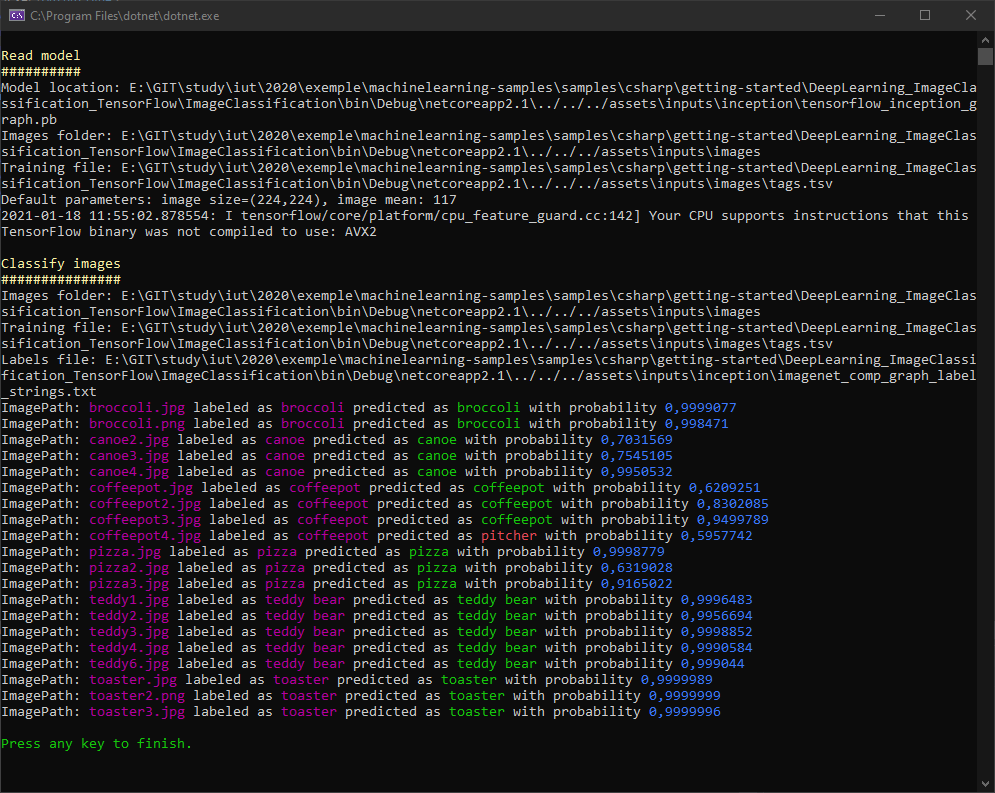 C:\Program Files\dotnet\dotnet.exe
Read model
##########
Model location: E:\GIT\study\iut\2020\exemple\machinelearning-samples\samples\csharp\getting-started\DeepLearning_ImageCla
ssification_TensorFlow\ImageClassification\bin\Debug\netcoreapp2.1\../../../assets\inputs\inception\tensorflow_inception_g
raph.pb
Images folder: E:\GIT\study\iut\2020\exemple\machinelearning-samples\samples\csharp\getting-started\DeepLearning_ImageClas
sification_TensorFlow\ImageClassification\bin\Debug\netcoreapp2.1\../../../assets\inputs\images
Training file: E:\GIT\study\iut\2020\exemple\machinelearning-samples\samples\csharp\getting-started\DeepLearning_ImageClas
sification_TensorFlow\ImageClassification\bin\Debug\netcoreapp2.1\../../../assets\inputs\images\tags.tsv
Default parameters: image size=(224,224), image mean: 117
2021-01-18 11:55:02.878554: I tensorflow/core/platform/cpu_feature_guard.cc:142] Your CPU supports instructions that this
TensorFlow binary was not compiled to use: AVX2
Classify images
###############
Images folder: E:\GIT\study\iut\2020\exemple\machinelearning-samples\samples\csharp\getting-started\DeepLearning_ImageClas
sification_TensorFlow\ImageClassification\bin\Debug\netcoreapp2.1\../../../assets\inputs\images
Training file: E:\GIT\study\iut\2020\exemple\machinelearning-samples\samples\csharp\getting-started\DeepLearning_ImageClas
sification_TensorFlow\ImageClassification\bin\Debug\netcoreapp2.1\../../../assets\inputs\images\tags.tsv
Labels file: E:\GIT\study\iut\2020\exemple\machinelearning-samples\samples\csharp\getting-started\DeepLearning_ImageClassi
fication_TensorFlow\ImageClassification\bin\Debug\netcoreapp2.1\../../../assets\inputs\inception\imagenet_comp_graph_label
_strings.txt
ImagePath: broccoli.jpg labeled as broccoli predicted as broccoli with probability 0,9999077
ImagePath: broccoli.png labeled as broccoli predicted as broccoli with probability 0,998471
ImagePath: canoe2.jpg labeled as canoe predicted as canoe with probability 0,7031569
ImagePath: canoe3.jpg labeled as canoe predicted as canoe with probability 0,7545105
ImagePath: canoe4.jpg labeled as canoe predicted as canoe with probability 0,9950532
ImagePath: coffeepot.jpg labeled as coffeepot predicted as coffeepot with probability 0,6209251
ImagePath: coffeepot2.jpg labeled as coffeepot predicted as coffeepot with probability 0,8302085
ImagePath: coffeepot3.jpg labeled as coffeepot predicted as coffeepot with probability 0,9499789
ImagePath: coffeepot4.jpg labeled as coffeepot predicted as pitcher with probability 0,5957742
ImagePath: pizza.jpg labeled as pizza predicted as pizza with probability 0,9998779
ImagePath: pizza2.jpg labeled as pizza predicted as pizza with probability 0,6319028
ImagePath: pizza3.jpg labeled as pizza predicted as pizza with probability 0,9165022
ImagePath: teddy1.jpg labeled as teddy bear predicted as teddy bear with probability 0,9996483
ImagePath: teddy2.jpg labeled as teddy bear predicted as teddy bear with probability 0,9956694
ImagePath: teddy3.jpg labeled as teddy bear predicted as teddy bear with probability 0,9998852
ImagePath: teddy4.jpg labeled as teddy bear predicted as teddy bear with probability 0,9990584
ImagePath: teddy6.jpg labeled as teddy bear predicted as teddy bear with probability 0,999044
ImagePath: toaster.jpg labeled as toaster predicted as toaster with probability 0,9999989
ImagePath: toaster2.png labeled as toaster predicted as toaster with probability 0,9999999
ImagePath: toaster3.jpg labeled as toaster predicted as toaster with probability 0,9999996
Press any key to finish.